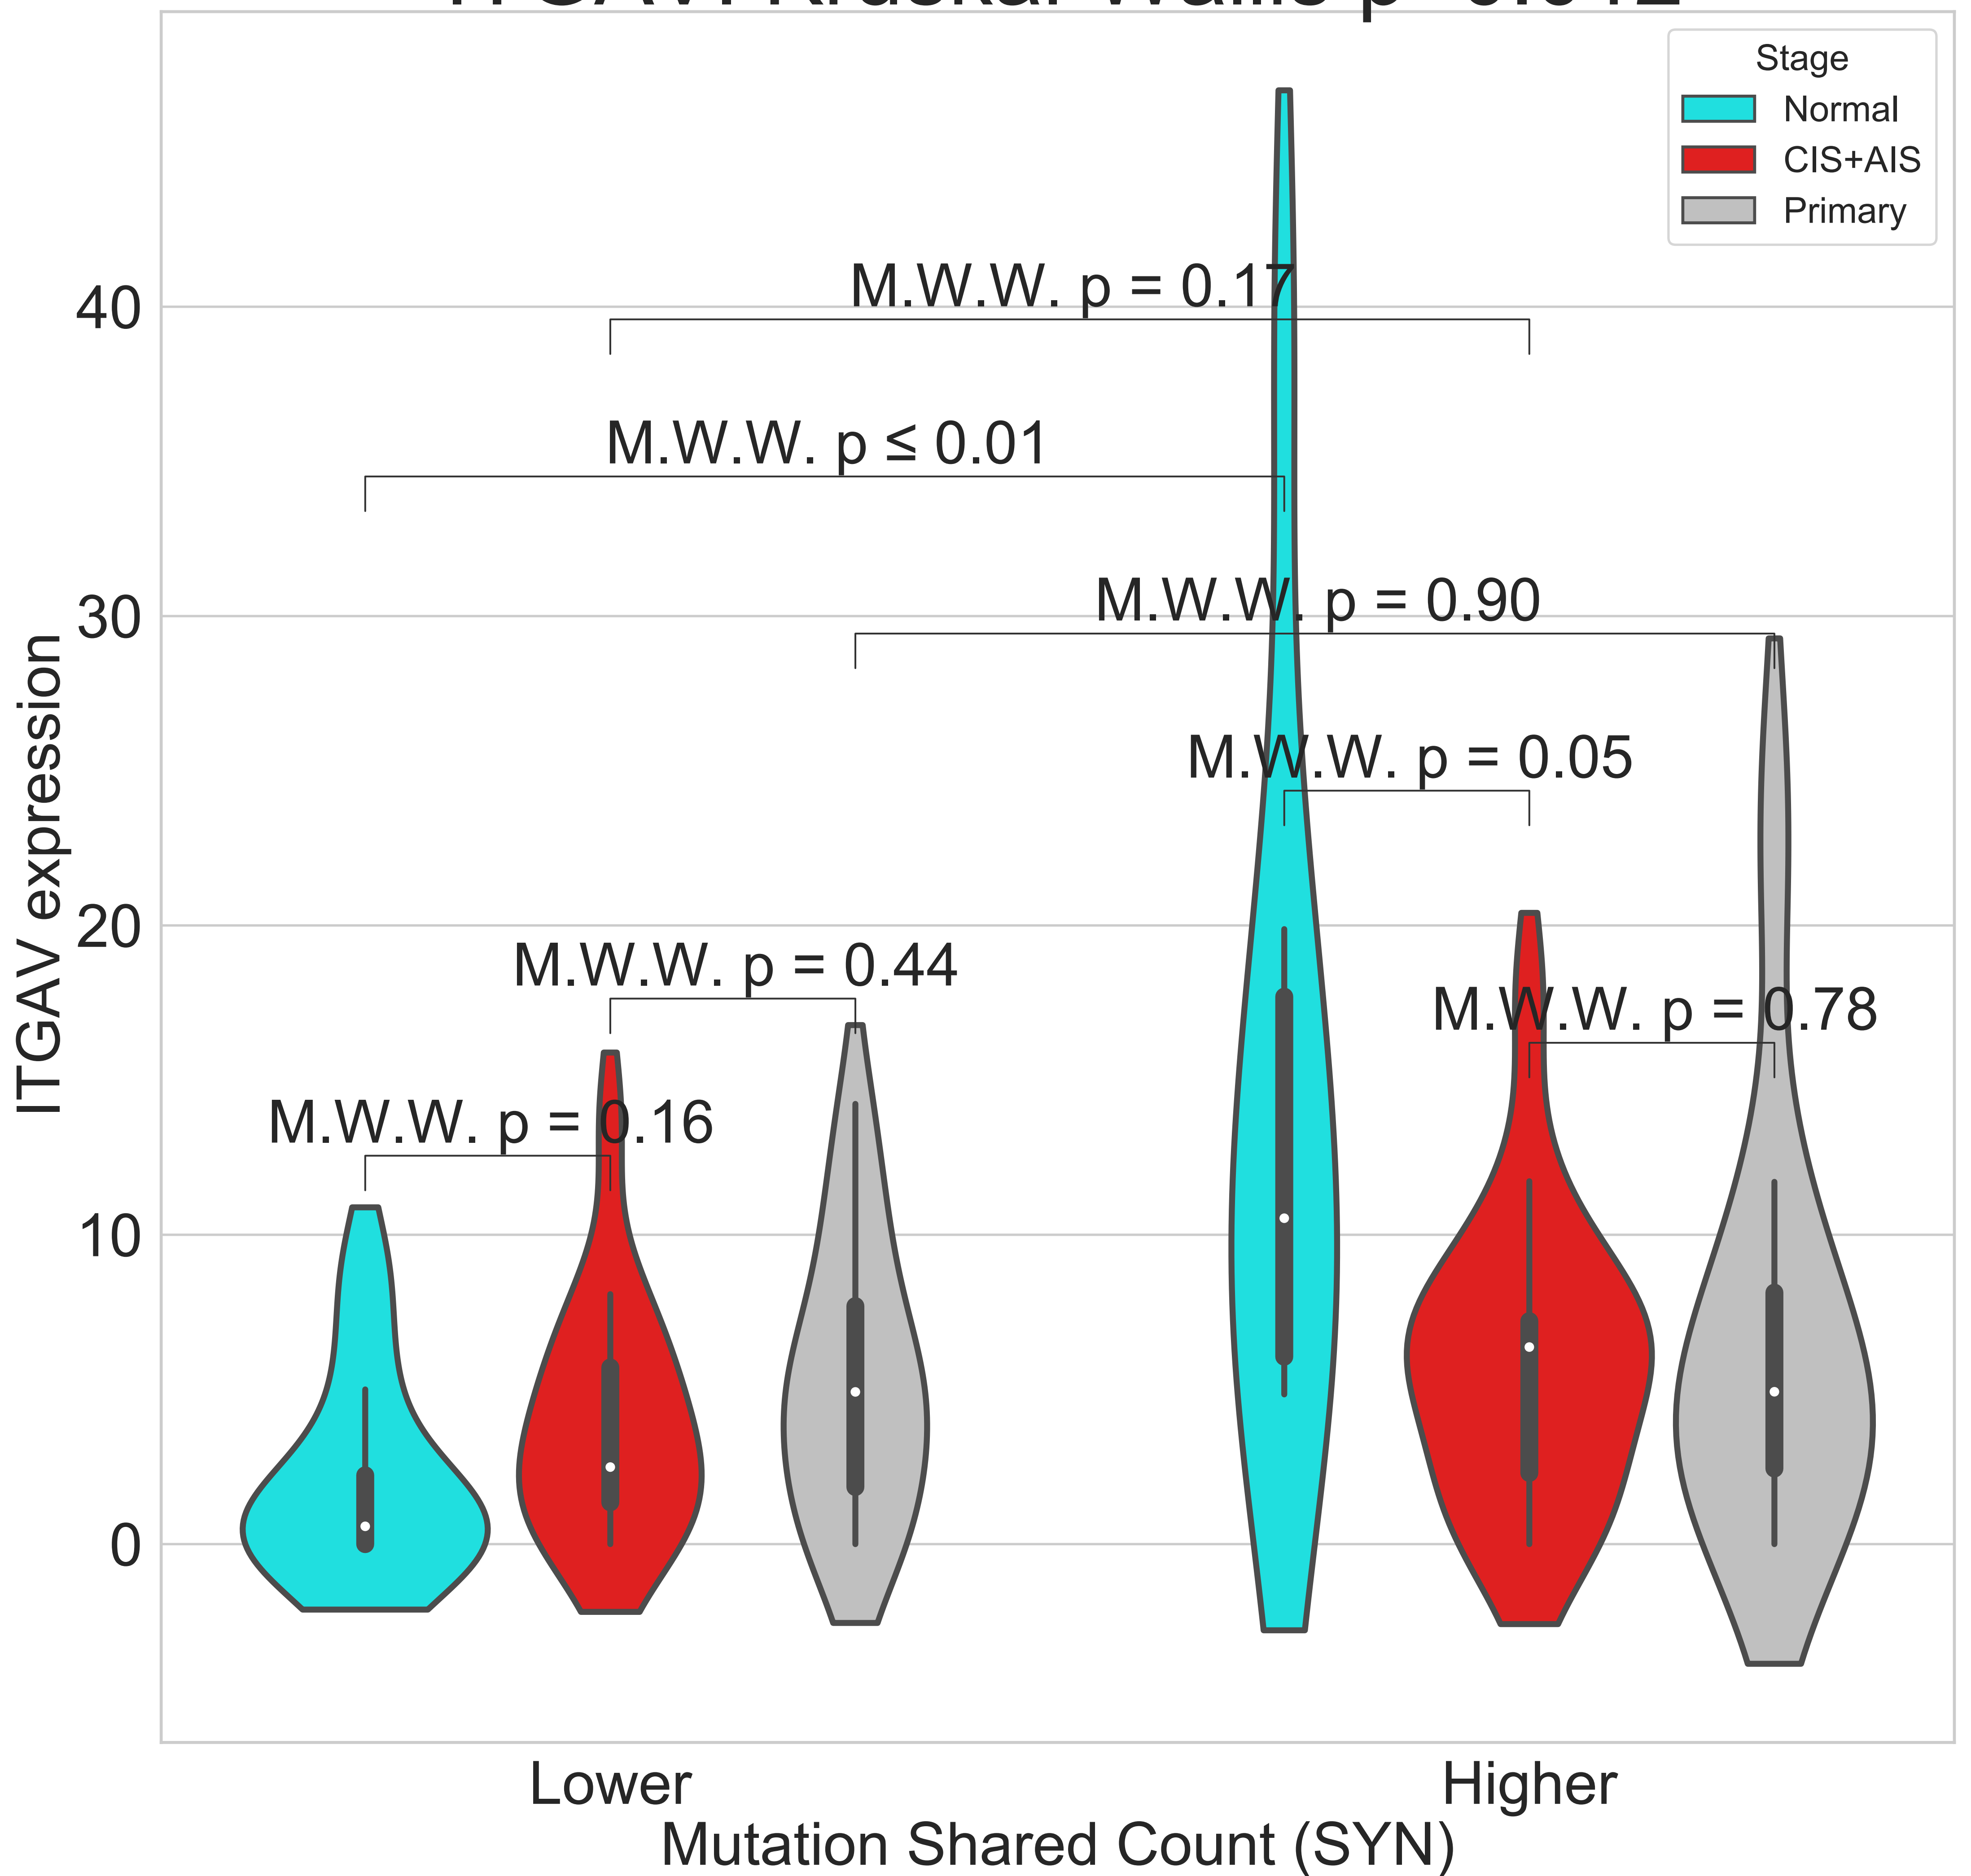 Stage
Normal
CIS+AIS
Primary
M.W.W. p = 0.17
M.W.W. p ≤ 0.01
M.W.W. p = 0.90
M.W.W. p = 0.05
M.W.W. p = 0.44
M.W.W. p = 0.78
M.W.W. p = 0.16
40
30
20
10
0
ITGAV expression
Lower
Higher
Mutation Shared Count (SYN)